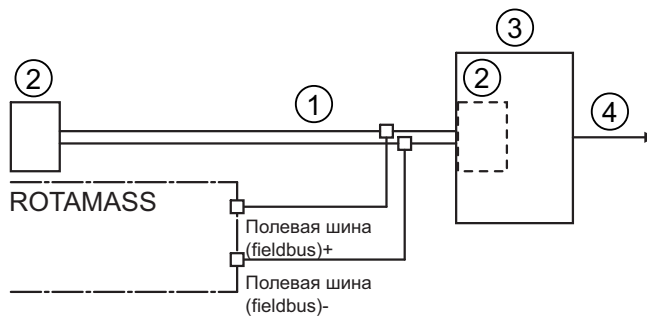 ③
② ① ② ④
ROTAMASS
Полевая шина
(fieldbus)+
Полевая шина
(fieldbus)-